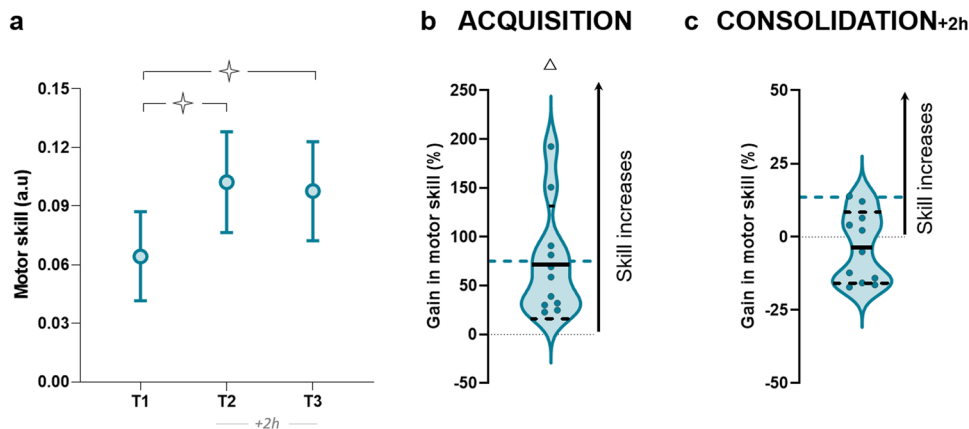 a
Motor skill (a.u)
0.15
0.12
0.09
0.06
0.03
0.00
T1 T2 T3
+2h
b ACQUISITION
Gain in motor skill (%)
250
200
150
100
50
0
-50
Skill increases
c CONSOLIDATION+2h
Gain in motor skill (%)
50
25
0
-25
50
Skill increases